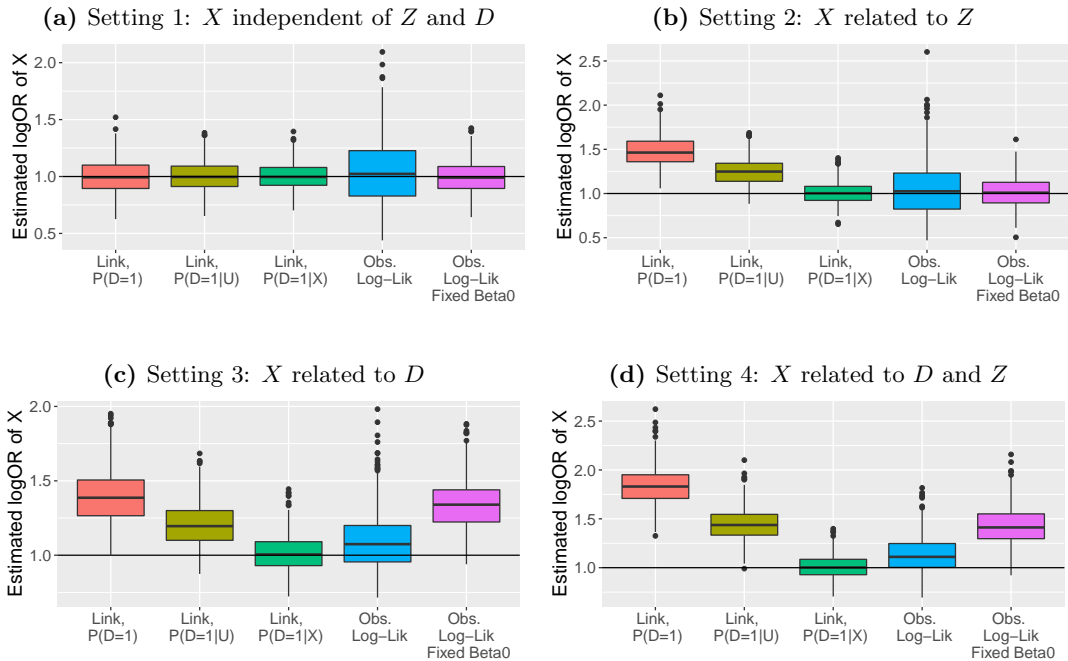 (a) Setting 1: X independent of Z and D
Estimated logOR of X
2.0
1.5
1.0
0.5
Link,
P(D=1)
Link,
P(D=1|U)
Link,
P(D=1|X)
Obs.
Log−Lik
Obs.
Log−Lik
Fixed Beta0
(b) Setting 2: X related to Z
Estimated logOR of X
2.5
2.0
1.5
1.0
0.5
Link,
P(D=1)
Link,
P(D=1|U)
Link,
P(D=1|X)
Obs.
Log−Lik
Obs.
Log−Lik
Fixed Beta0
(c) Setting 3: X related to D
Estimated logOR of X
2.0
1.5
1.0
Link,
P(D=1)
Link,
P(D=1|U)
Link,
P(D=1|X)
Obs.
Log−Lik
Obs.
Log−Lik
Fixed Beta0
(d) Setting 4: X related to D and Z
Estimated logOR of X
2.5
2.0
1.5
1.0
Link,
P(D=1)
Link,
P(D=1|U)
Link,
P(D=1|X)
Obs.
Log−Lik
Obs.
Log−Lik
Fixed Beta0